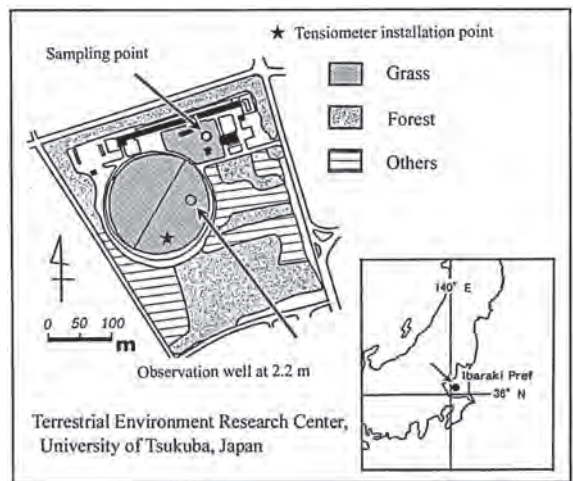 ★ Tensiometer installation point
Sampling point
Grass
Forest
Others
0 50 100
m
Observation well at 2.2 m
140° E
Ibaraki Pref
36° N
Terrestrial Environment Research Center,
University of Tsukuba, Japan